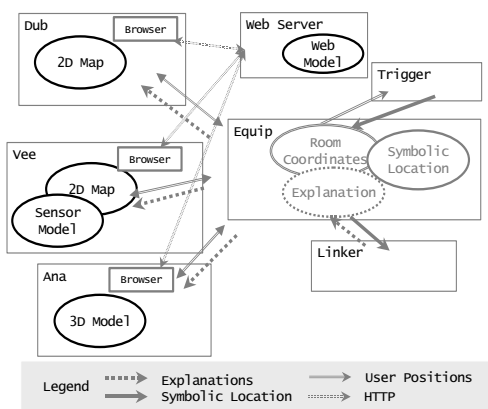 Dub
Browser
2D Map
Web Server
Web
Model
Trigger
Equip
Room
Coordinates
Symbolic
Location
Explanation
Vee
Browser
2D Map
Sensor
Model
Linker
Ana
Browser
3D Model
Legend
Explanations
Symbolic Location
User Positions
HTTP